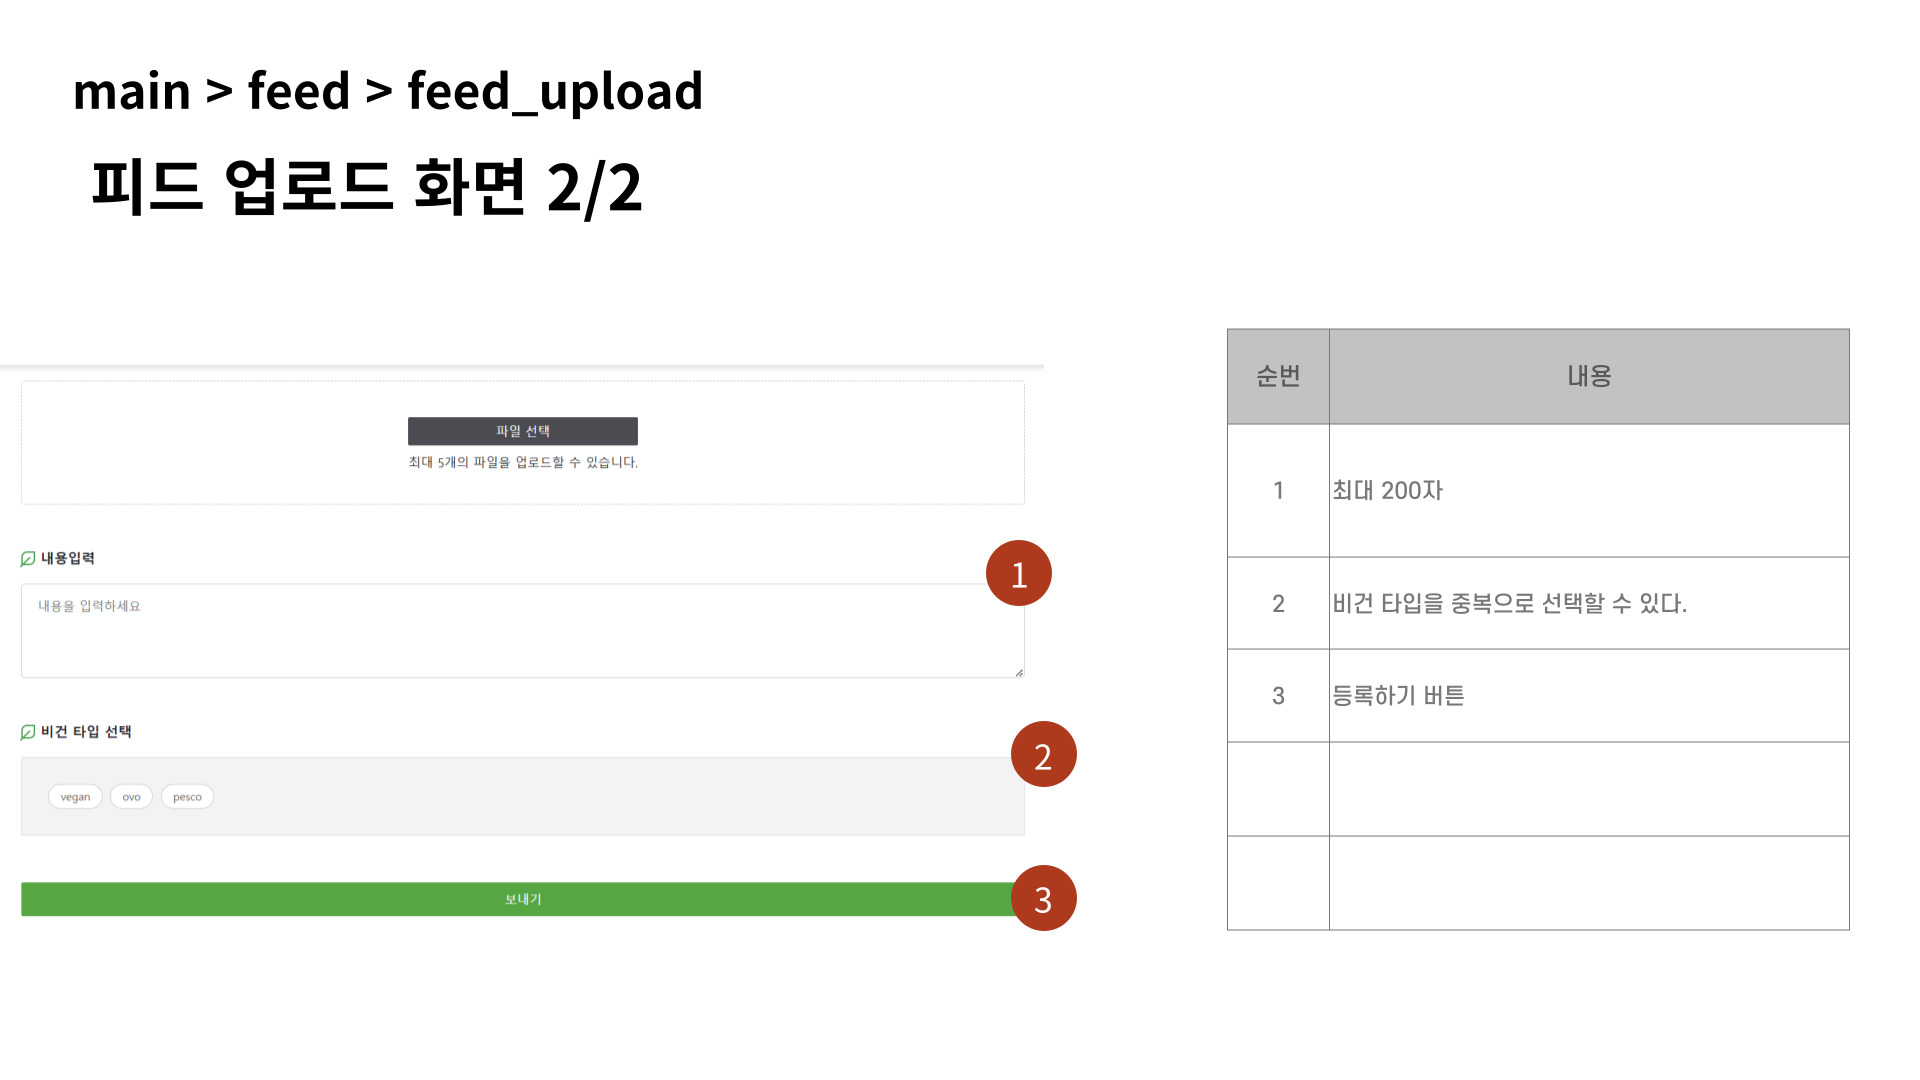 main > feed > feed_upload
피드 업로드 화면 2/2
파일 선택
최대 5개의 파일을 업로드할 수 있습니다.
내용입력
1
내용을 입력하세요
비건 타입 선택
2
vegan ovo pesco
보내기
3
순번 내용
1 최대 200자
2 비건 타입을 중복으로 선택할 수 있다.
3 등록하기 버튼